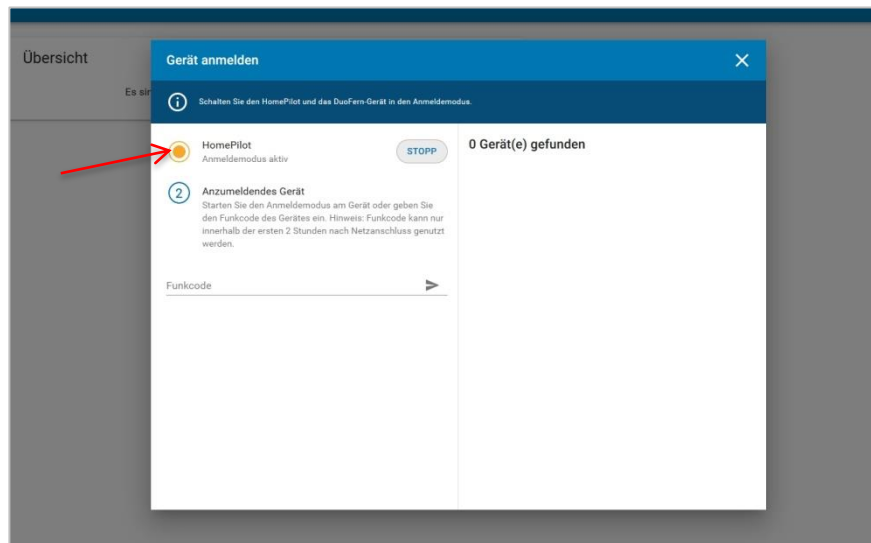 Übersicht
Es sin
Gerät anmelden
Schalten Sie den HomePilot und das DuoFern-Gerät in den Anmeldemodus.
HomePilot
Anmeldemodus aktiv
STOPP
2
Anzumeldendes Gerät
Starten Sie den Anmeldemodus am Gerät oder geben Sie
den Funkcode des Gerätes ein. Hinweis: Funkcode kann nur
innerhalb der ersten 2 Stunden nach Netzanschluss genutzt
werden.
Funkcode
0 Gerät(e) gefunden